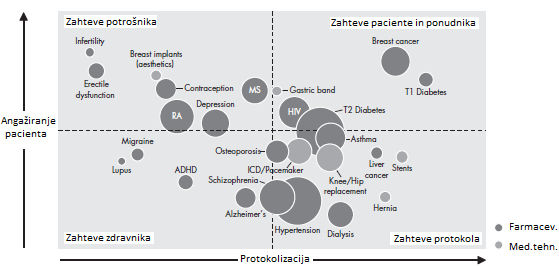 Zahteve potrošnika
Zahteve paciente in ponudnika
Infertility
Erectile
dysfunction
Breast implants
(aesthetics)
Contraception
RA
Depression
MS
Gastric band
HIV
T2 Diabetes
Breast cancer
T1 Diabetes
Asthma
Angažiranje
pacienta
Migraine
Lupus
ADHD
Osteoporosis
ICD/Pacemaker
Schizophrenia
Alzheimer's
Hypertension
Knee/Hip
replacement
Liver
cancer
Stents
Hernia
Dialysis
Zahteve zdravnika
Zahteve protokola
Protokolizacija
Farmacev.
Med.tehn.